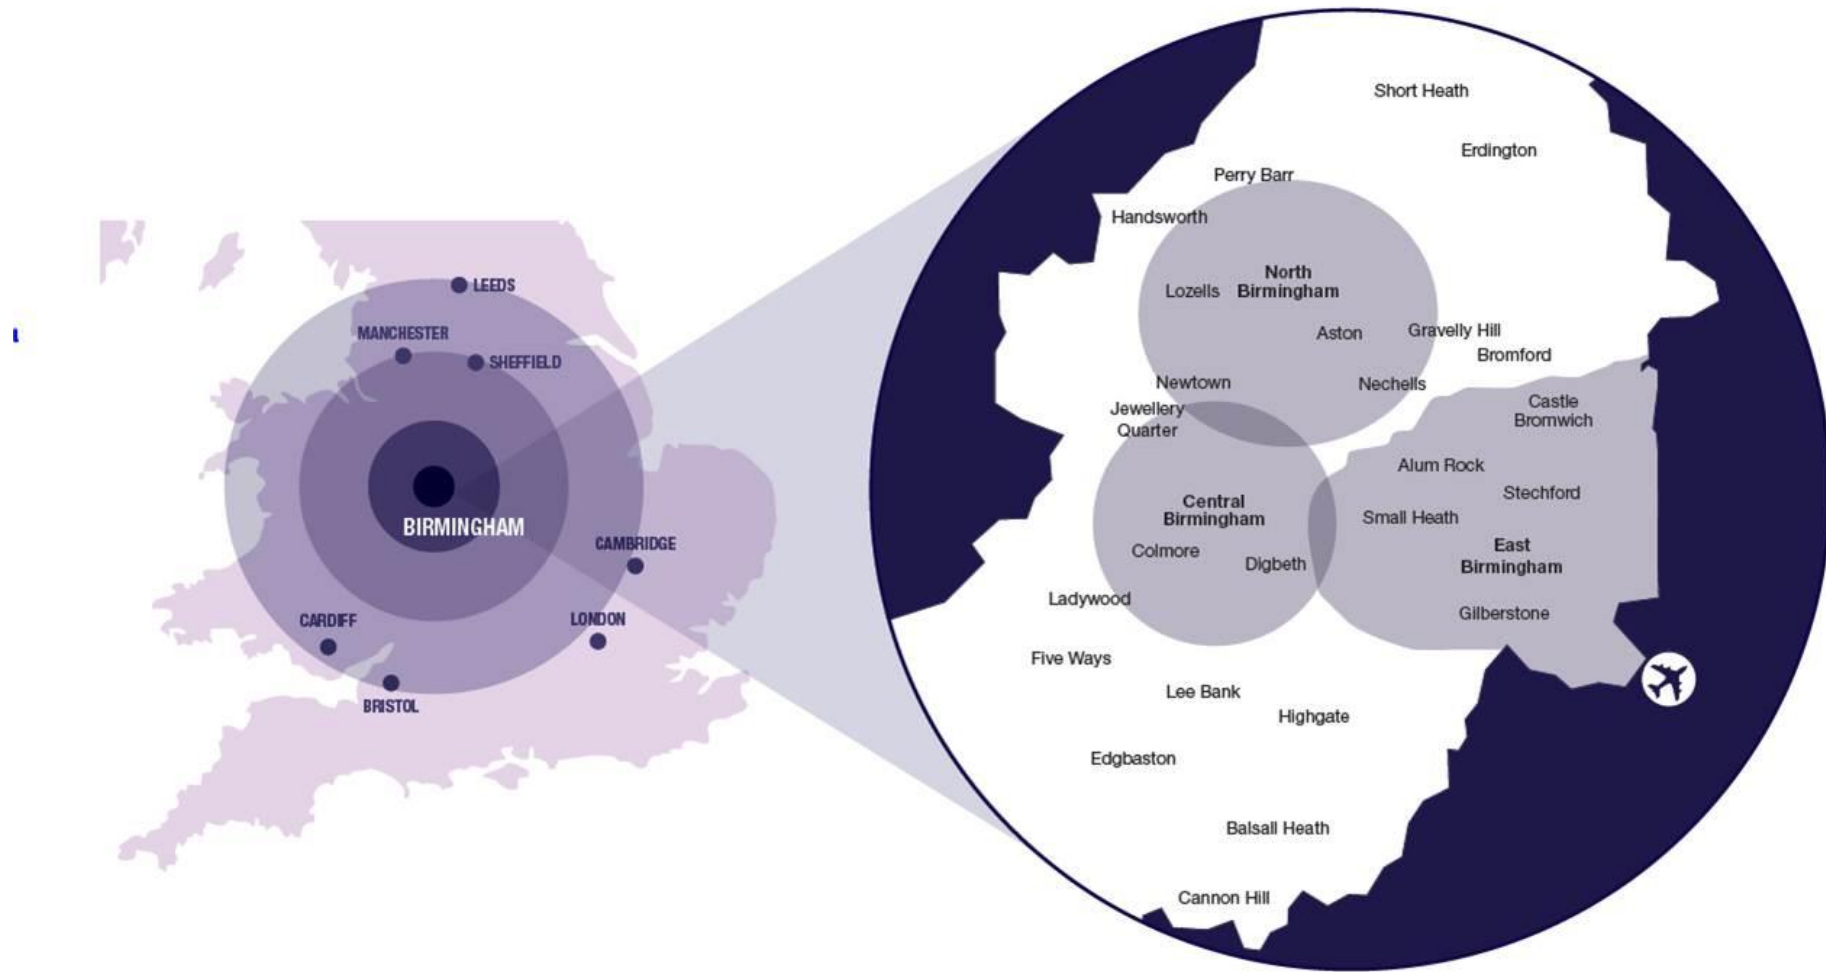 LEEDS
MANCHESTER
SHEFFIELD
BIRMINGHAM
CAMBRIDGE
CARDIFF
LONDON
BRISTOL
Short Heath
Erdington
Perry Barr
Handsworth
North
Birmingham
Lozells
Aston
Gravelly Hill
Bromford
Newtown
Nechells
Jewellery
Quarter
Castle
Bromwich
Alum Rock
Stechford
Central
Birmingham
Small Heath
Colmore
Digbeth
East
Birmingham
Ladywood
Gilberstone
Five Ways
Lee Bank
Highgate
Edgbaston
Balsall Heath
Cannon Hill